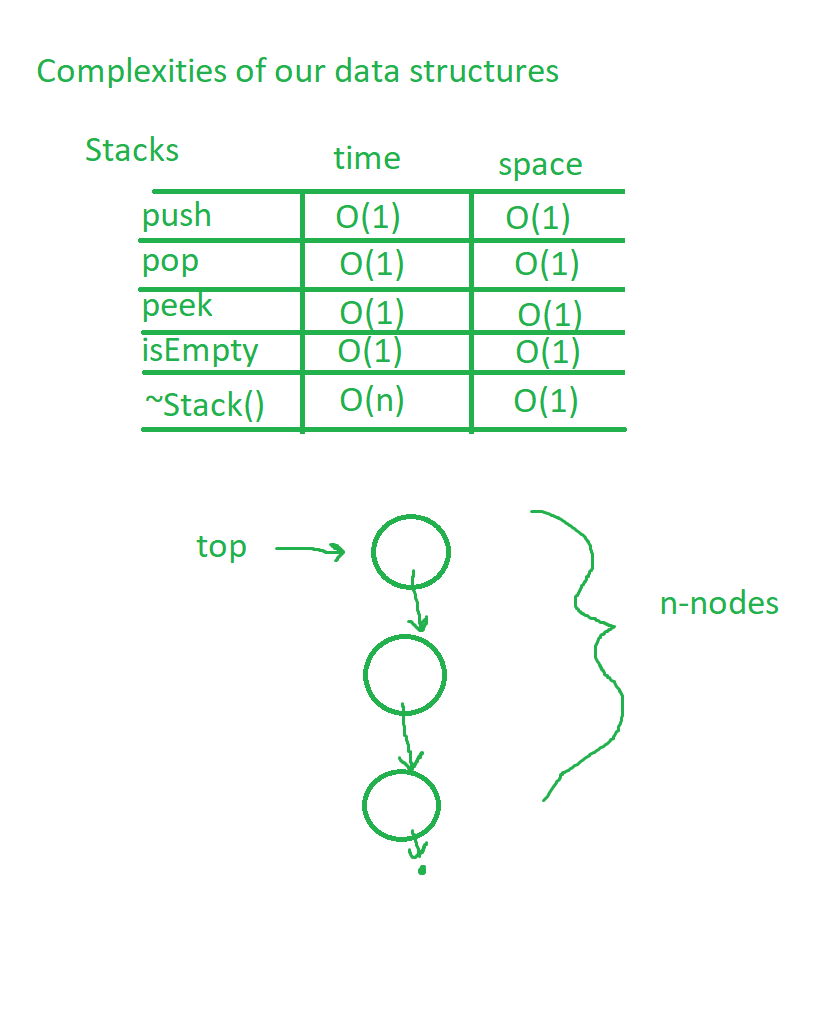 Complexities of our data structures
Stacks time space
push O(1) O(1)
pop O(1) O(1)
peek O(1) O(1)
isEmpty O(1) O(1)
~Stack() O(n) O(1)
top
n-nodes